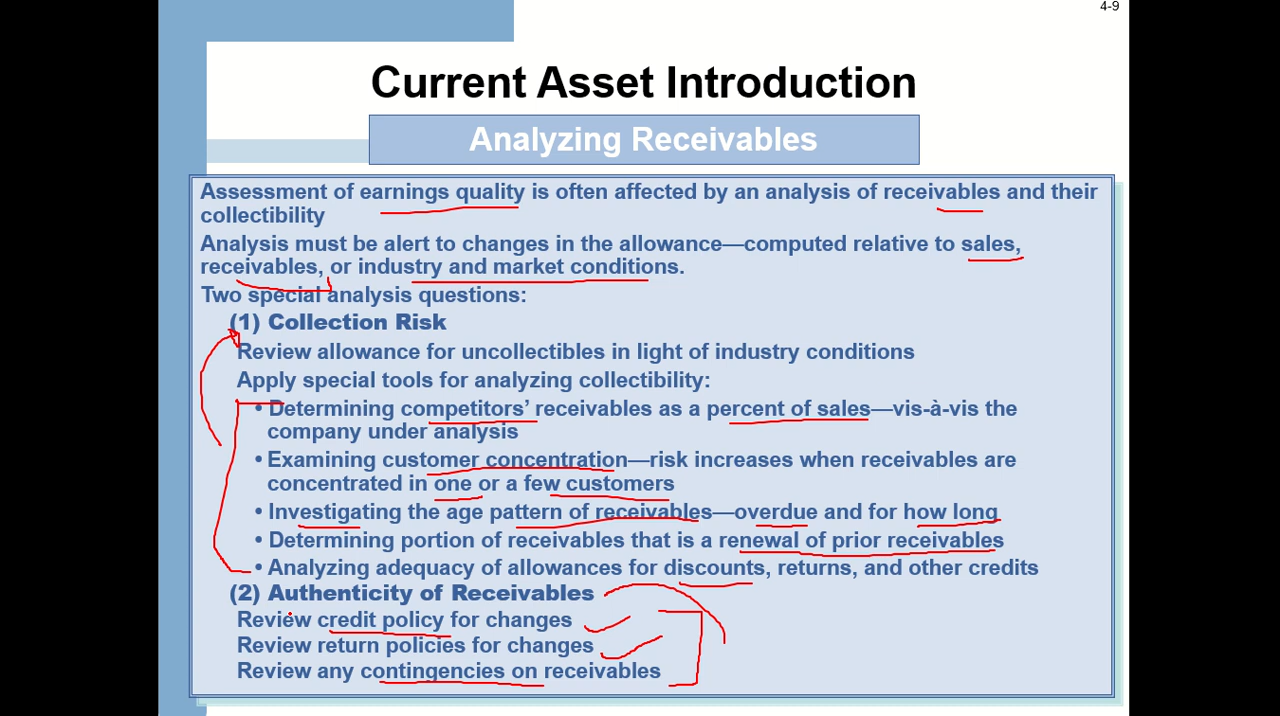 4-9
Current Asset Introduction
Analyzing Receivables
Assessment of earnings quality is often affected by an analysis of receivables and their
collectibility
Analysis must be alert to changes in the allowance—computed relative to sales,
receivables, or industry and market conditions.
Two special analysis questions:
(1) Collection Risk
Review allowance for uncollectibles in light of industry conditions
Apply special tools for analyzing collectibility:
• Determining competitors’ receivables as a percent of sales—vis-à-vis the
company under analysis
• Examining customer concentration—risk increases when receivables are
concentrated in one or a few customers
• Investigating the age pattern of receivables—overdue and for how long
• Determining portion of receivables that is a renewal of prior receivables
• Analyzing adequacy of allowances for discounts, returns, and other credits
(2) Authenticity of Receivables
Review credit policy for changes
Review return policies for changes
Review any contingencies on receivables